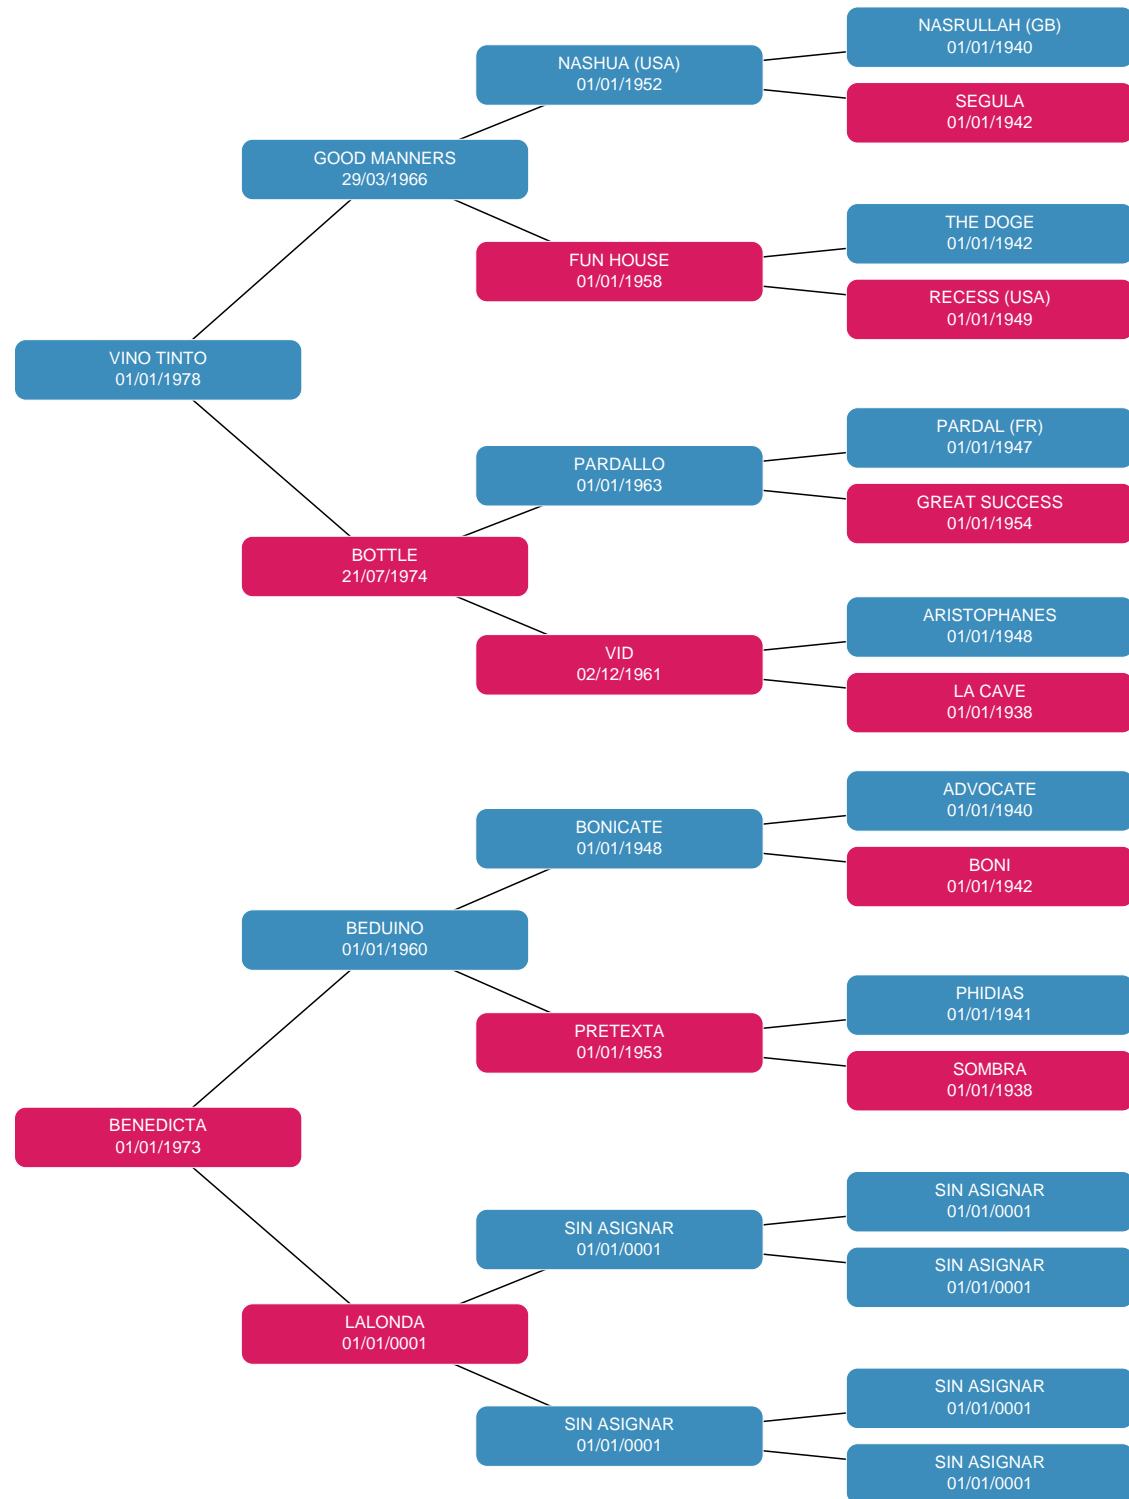 NASRULLAH (GB)
01/01/1940
NASHUA (USA)
01/01/1952
SEGULA
01/01/1942
GOOD MANNERS
29/03/1966
THE DOGE
01/01/1942
FUN HOUSE
01/01/1958
RECESS (USA)
01/01/1949
VINO TINTO
01/01/1978
PARDAL (FR)
01/01/1947
PARDALLO
01/01/1963
GREAT SUCCESS
01/01/1954
BOTTLE
21/07/1974
ARISTOPHANES
01/01/1948
VID
02/12/1961
LA CAVE
01/01/1938
ADVOCATE
01/01/1940
BONICATE
01/01/1948
BONI
01/01/1942
BEDUINO
01/01/1960
PHIDIAS
01/01/1941
PRETEXTA
01/01/1953
SOMBRA
01/01/1938
BENEDICTA
01/01/1973
SIN ASIGNAR
01/01/0001
SIN ASIGNAR
01/01/0001
SIN ASIGNAR
01/01/0001
LALONDA
01/01/0001
SIN ASIGNAR
01/01/0001
SIN ASIGNAR
01/01/0001
SIN ASIGNAR
01/01/0001